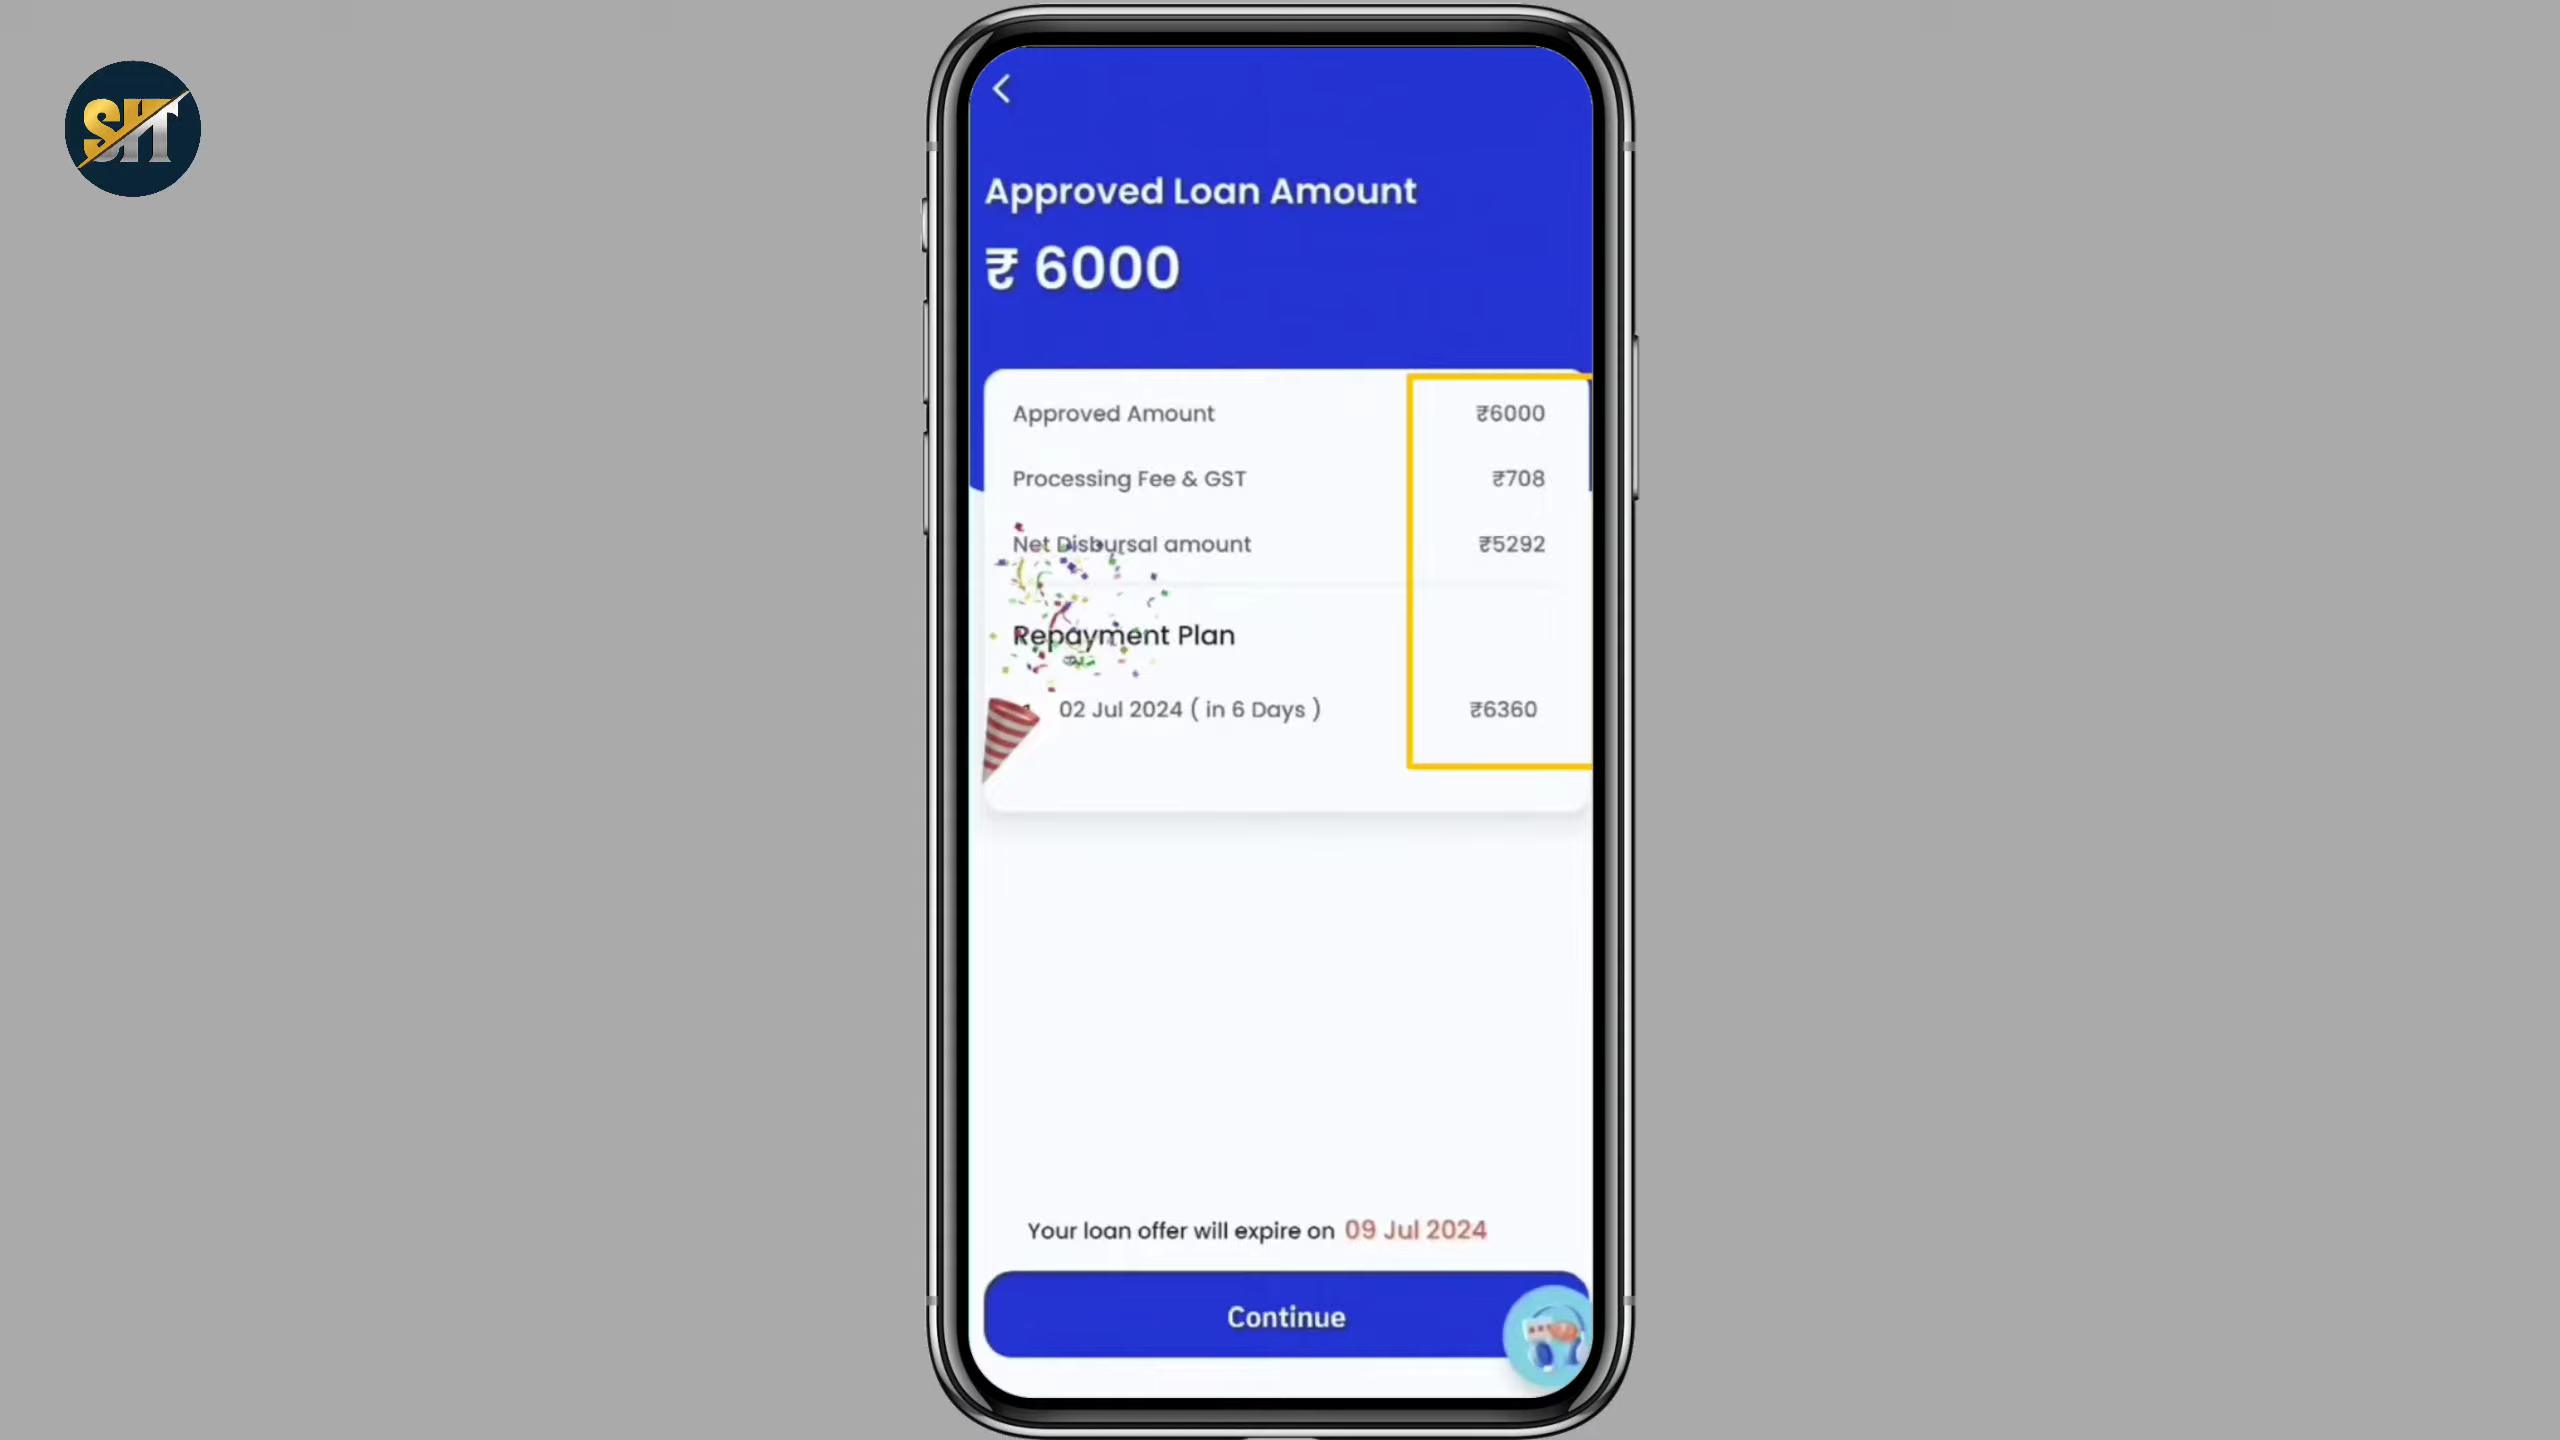 SHT
Approved Loan Amount
₹ 6000
Approved Amount ₹6000
Processing Fee & GST ₹708
Net Disbursal amount ₹5292
Repayment Plan
02 Jul 2024 ( in 6 Days ) ₹6360
Your loan offer will expire on 09 Jul 2024
Continue